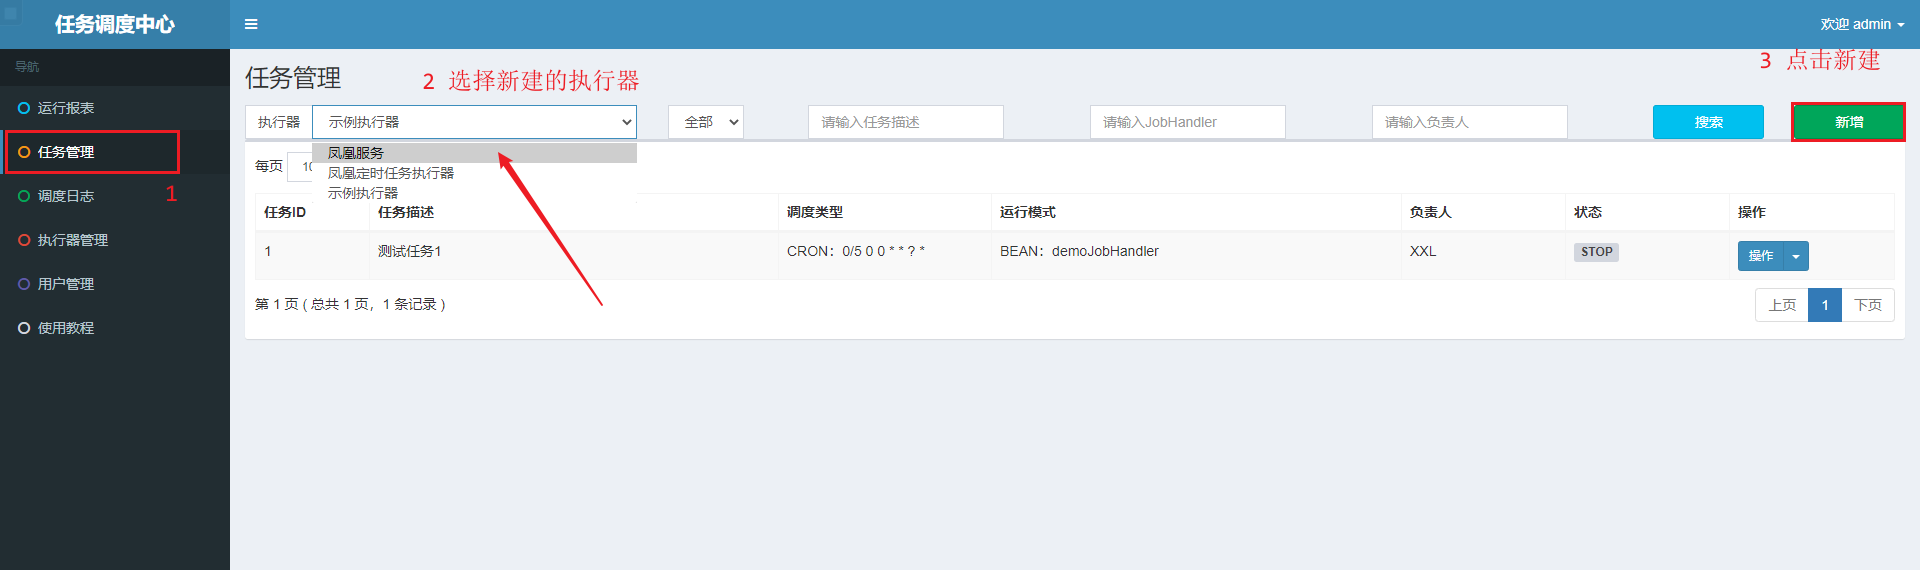 任务调度中心
欢迎 admin
导航
运行报表
任务管理
调度日志
执行器管理
用户管理
使用教程
1
任务管理
2 选择新建的执行器
3 点击新建
执行器 示例执行器 全部 请输入任务描述 请输入JobHandler 请输入负责人 搜索 新增
凤凰服务
凤凰定时任务执行器
示例执行器
每页 10
任务ID 任务描述 调度类型 运行模式 负责人 状态 操作
1 测试任务1 CRON：0/5 0 0 * * ? * BEAN：demoJobHandler XXL STOP 操作
第 1 页 ( 总共 1 页，1 条记录 ) 上页 1 下页